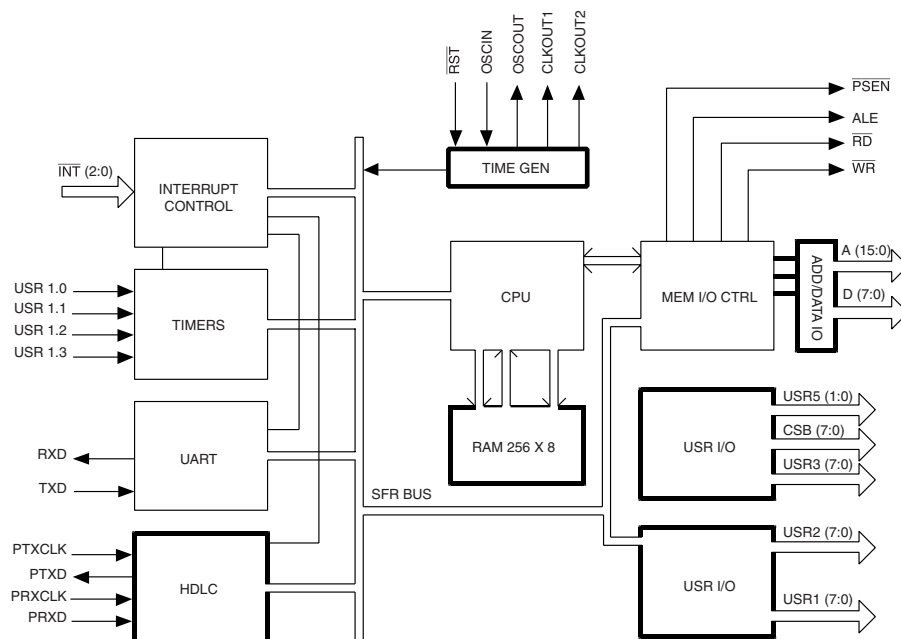 RST
OSCIN
OSCOUT
CLKOUT1
CLKOUT2
PSEN
ALE
RD
WR
TIME GEN
INT (2:0)
INTERRUPT
CONTROL
USR 1.0
USR 1.1
USR 1.2
USR 1.3
TIMERS
CPU
MEM I/O CTRL
ADD/DATA IO
A (15:0)
D (7:0)
RXD
TXD
UART
RAM 256 X 8
USR I/O
USR5 (1:0)
CSB (7:0)
USR3 (7:0)
SFR BUS
PTXCLK
PTXD
PRXCLK
PRXD
HDLC
USR I/O
USR2 (7:0)
USR1 (7:0)